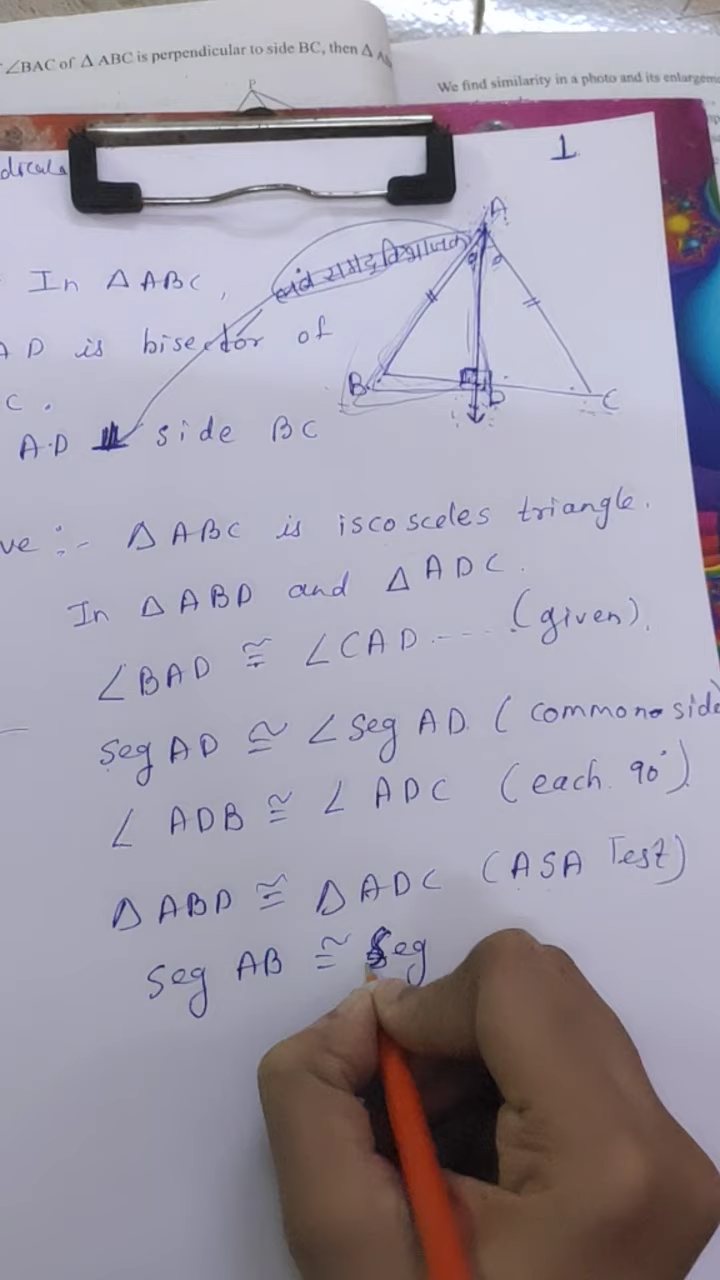 ∠BAC of Δ ABC is perpendicular to side BC, then Δ
P
We find similarity in a photo and its enlargem
1
A
In Δ ABC,
A D is bisector of
C.
A.D ⊥ side BC
B
D
C
ve :- Δ ABC is iscosceles triangle.
In Δ ABD and Δ ADC.
∠BAD ≅ ∠CAD ---- (given).
seg AD ≅ ∠ seg AD. ( common side
∠ ADB ≅ ∠ ADC (each 90°)
Δ ABD ≅ Δ ADC (ASA Test)
seg AB ≅ seg